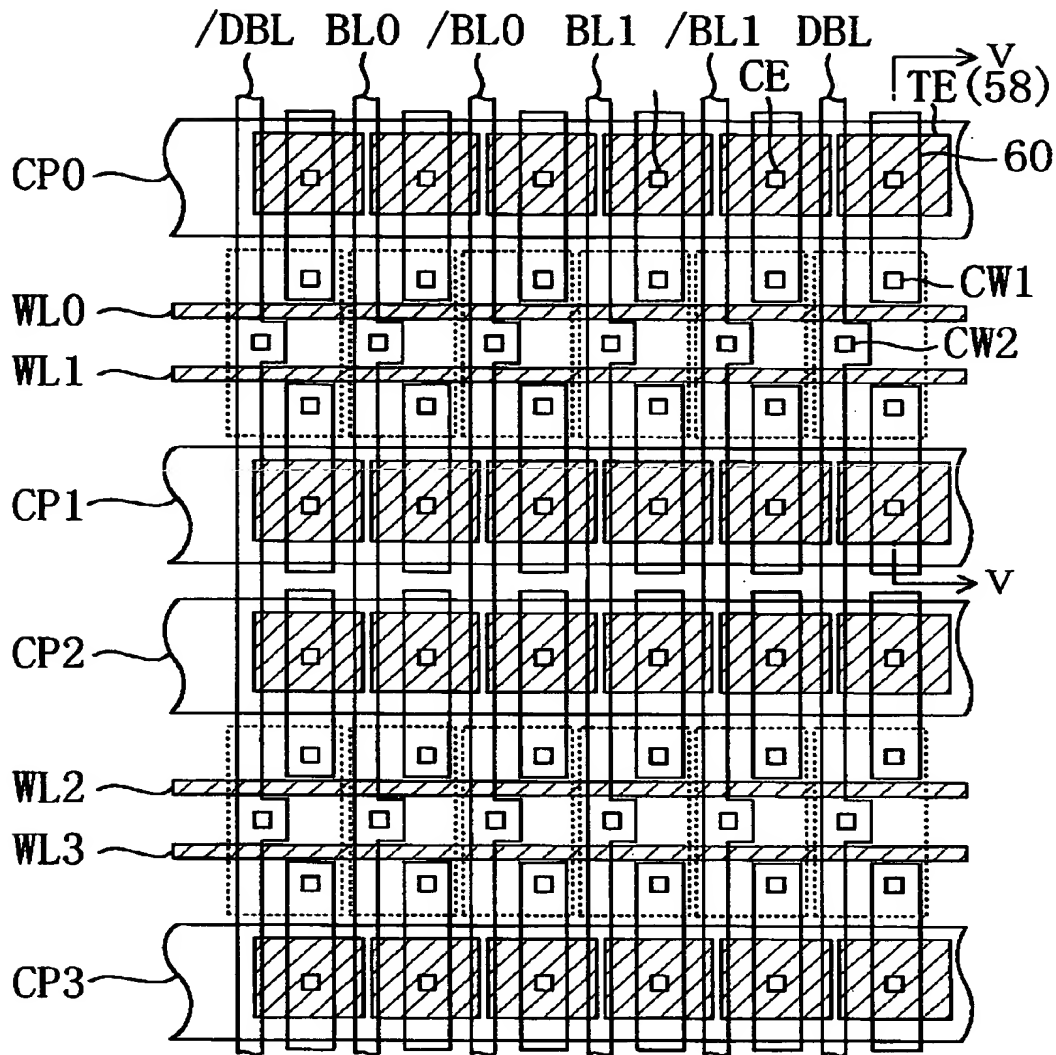 /DBL BL0 /BL0 BL1 /BL1 DBL
V
CE
TE(58)
CP0
60
CW1
WL0
CW2
WL1
CP1
V
CP2
WL2
WL3
CP3